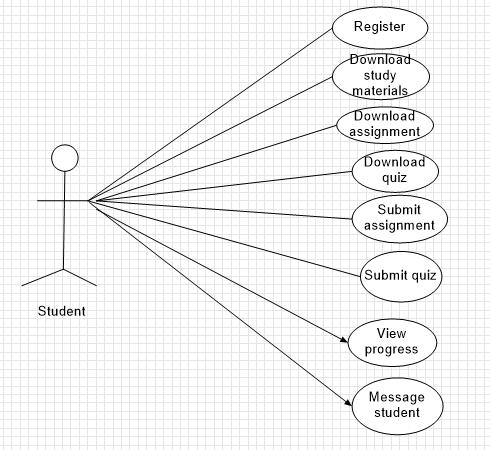 Register
Download
study
materials
Download
assignment
Download
quiz
Submit
assignment
Submit quiz
Student
View
progress
Message
student